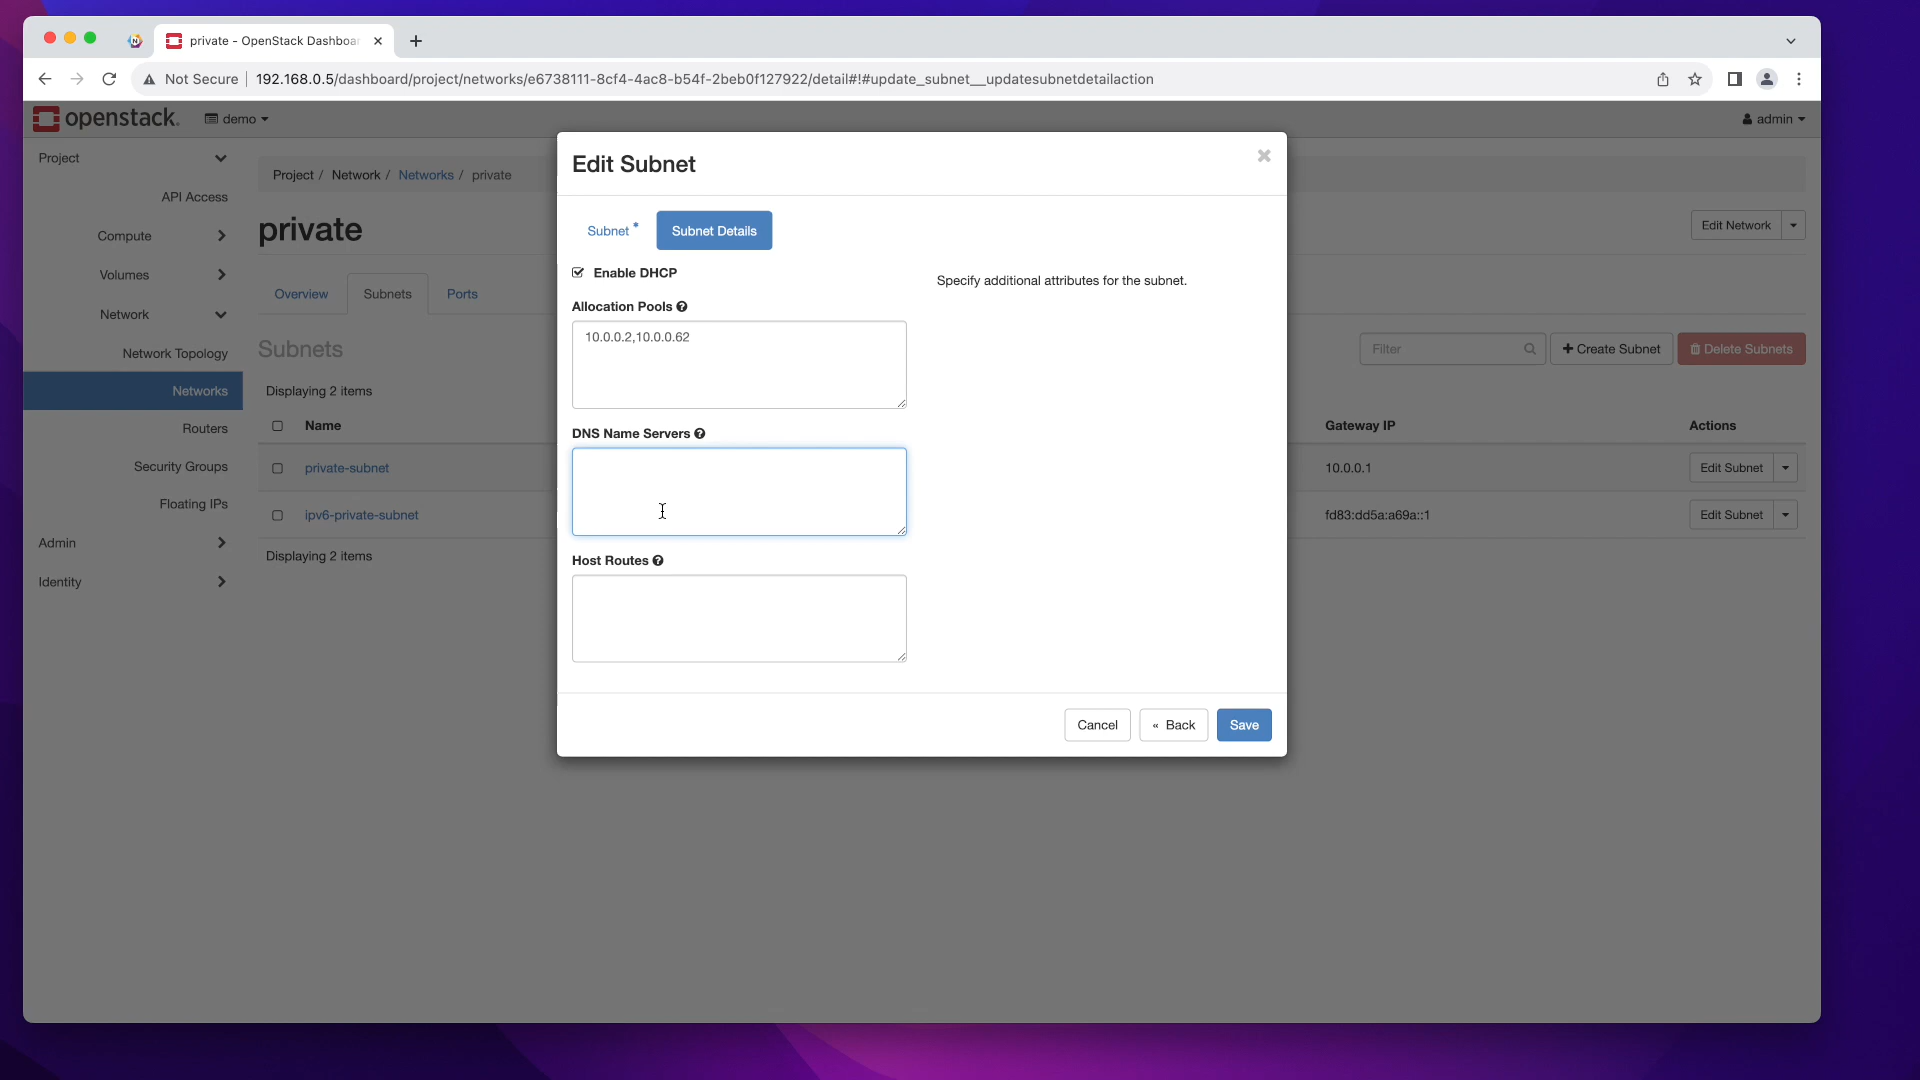 private - OpenStack Dashboar
Not Secure
192.168.0.5/dashboard/project/networks/e6738111-8cf4-4ac8-b54f-2beb0f127922/detail#!#update_subnet__updatesubnetdetailaction
openstack.
demo
admin
Project
API Access
Compute
Volumes
Network
Network Topology
Networks
Routers
Security Groups
Floating IPs
Admin
Identity
Project / Network / Networks / private
private
Edit Network
Overview
Subnets
Ports
Subnets
Filter
Create Subnet
Delete Subnets
Displaying 2 items
Name
Gateway IP
Actions
private-subnet
10.0.0.1
Edit Subnet
ipv6-private-subnet
fd83:dd5a:a69a::1
Edit Subnet
Displaying 2 items
Edit Subnet
Subnet *
Subnet Details
Enable DHCP
Specify additional attributes for the subnet.
Allocation Pools
10.0.0.2,10.0.0.62
DNS Name Servers
Host Routes
Cancel
« Back
Save